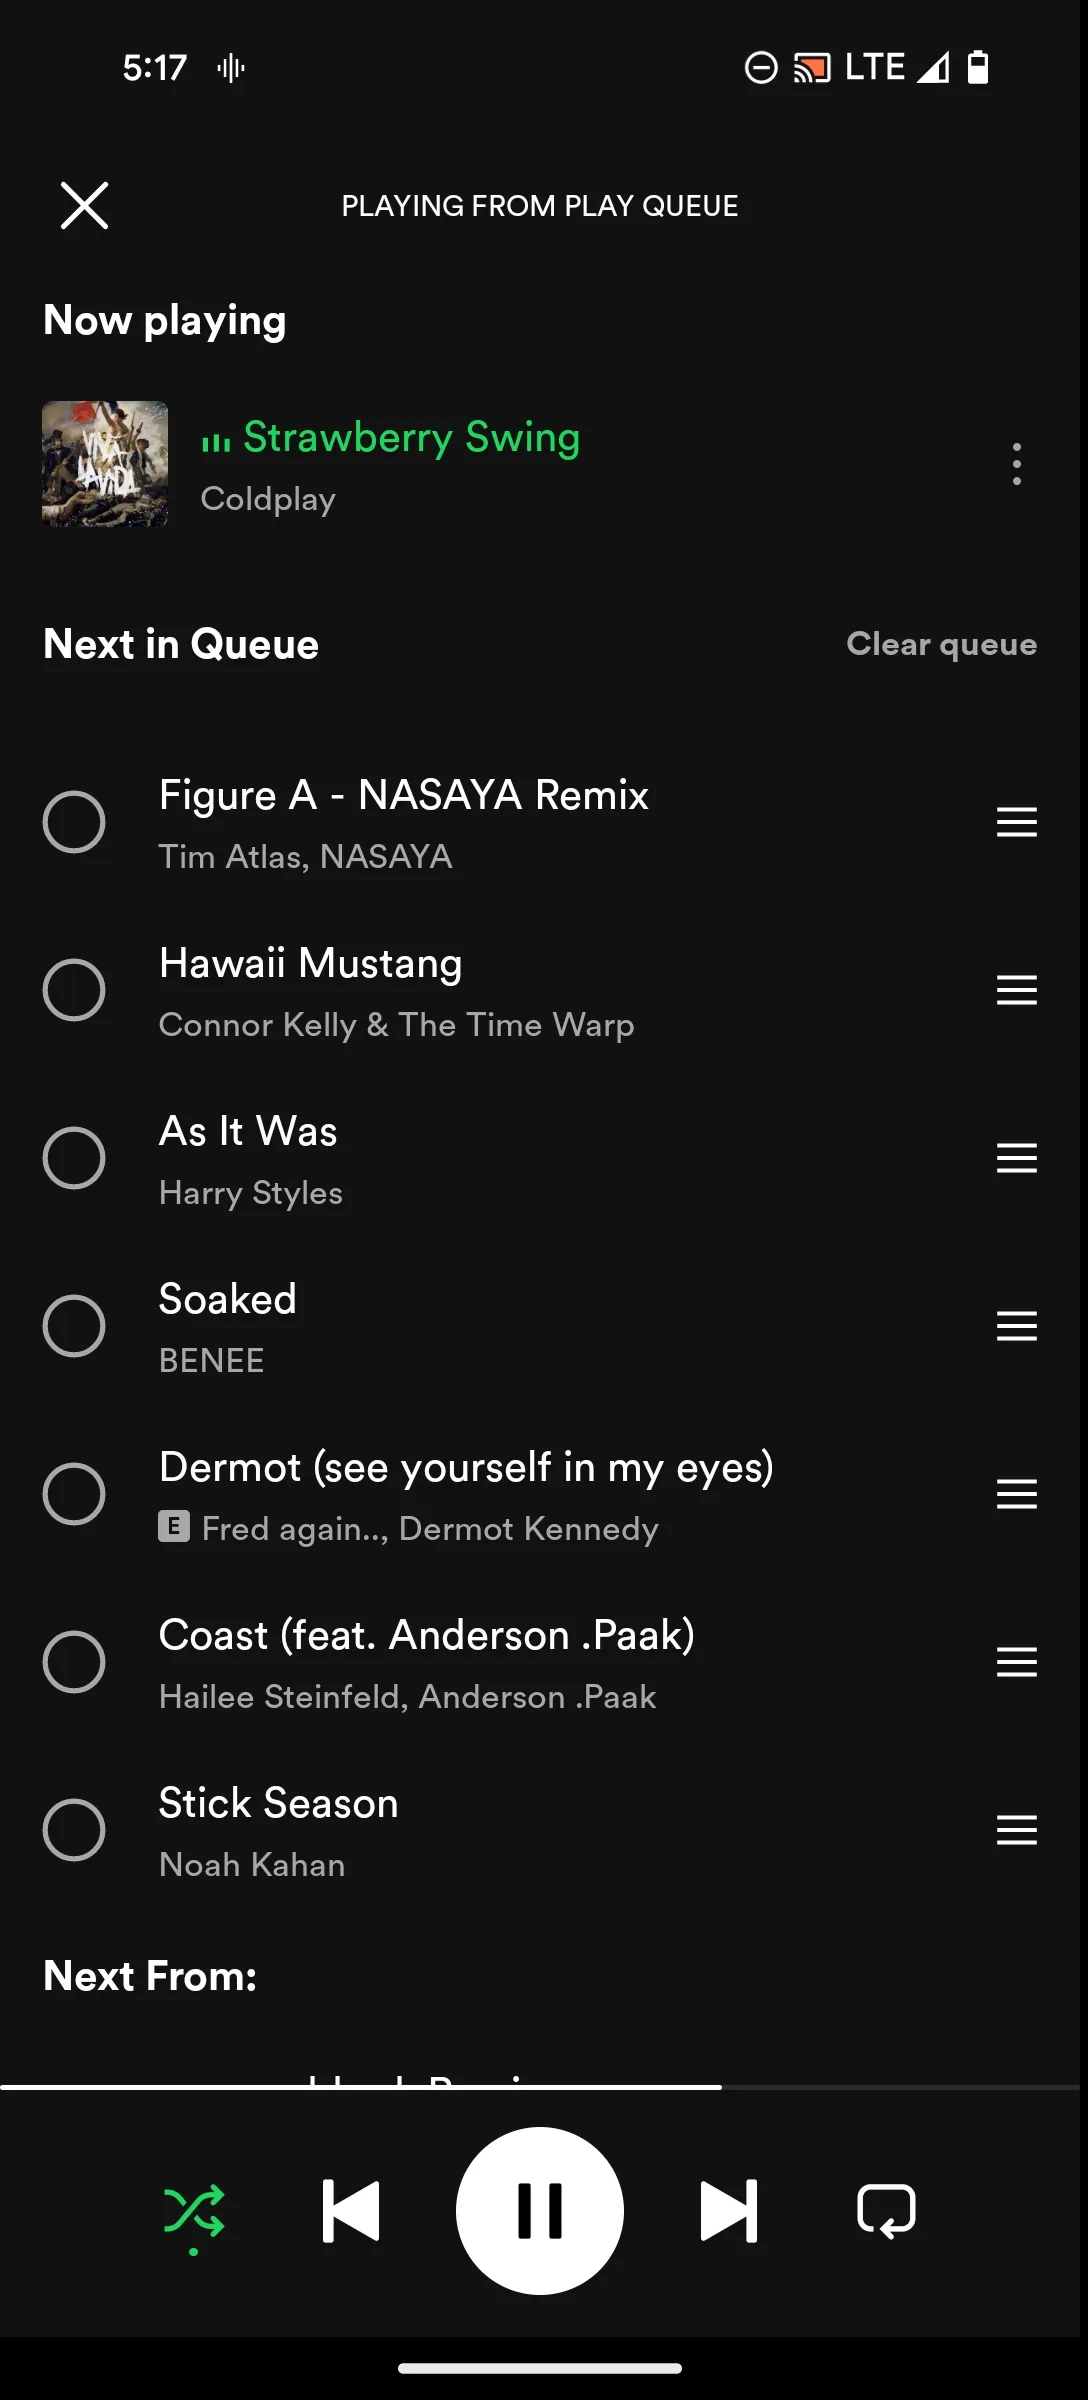 5:17
LTE
PLAYING FROM PLAY QUEUE
Now playing
VIVA
LA VIDA
Strawberry Swing
Coldplay
Next in Queue
Clear queue
Figure A - NASAYA Remix
Tim Atlas, NASAYA
Hawaii Mustang
Connor Kelly & The Time Warp
As It Was
Harry Styles
Soaked
BENEE
Dermot (see yourself in my eyes)
E Fred again.., Dermot Kennedy
Coast (feat. Anderson .Paak)
Hailee Steinfeld, Anderson .Paak
Stick Season
Noah Kahan
Next From: